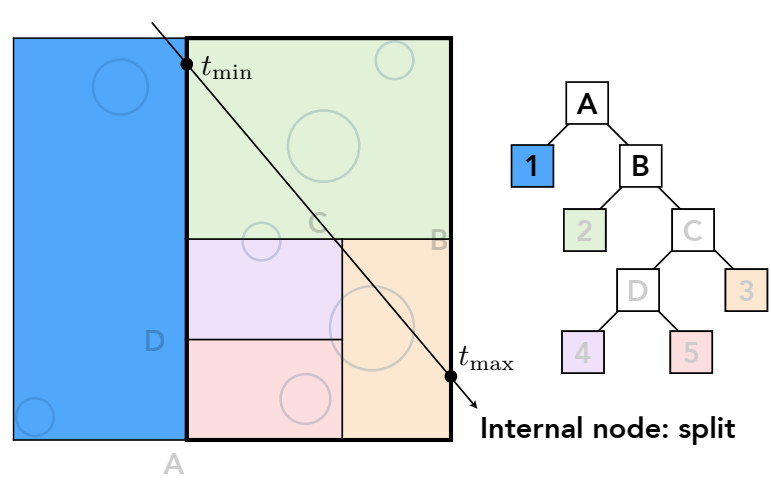 t_min
A
1
B
C
B
2
C
D
3
D
4
5
t_max
Internal node: split
A